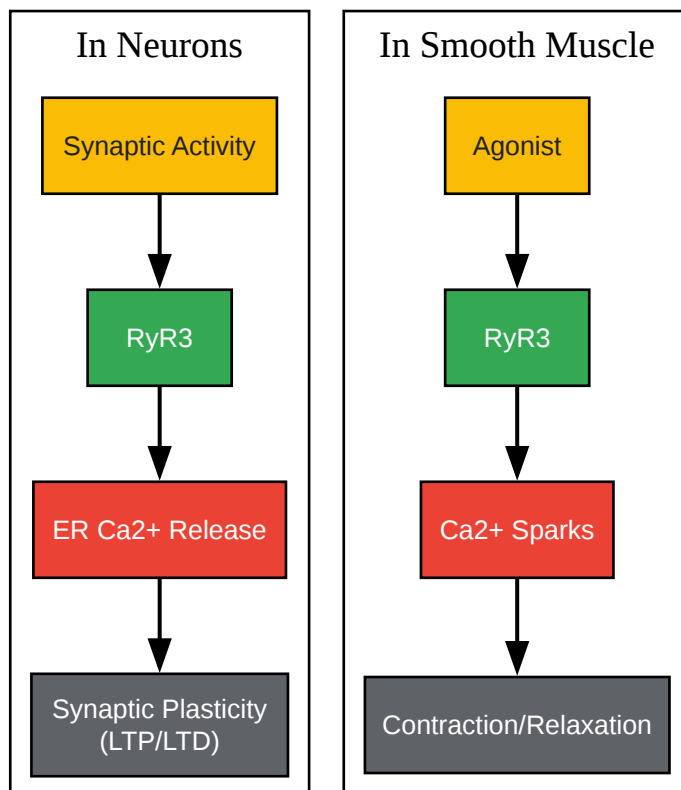 In Neurons
Synaptic Activity
RyR3
ER Ca2+ Release
Synaptic Plasticity
(LTP/LTD)
In Smooth Muscle
Agonist
RyR3
Ca2+ Sparks
Contraction/Relaxation